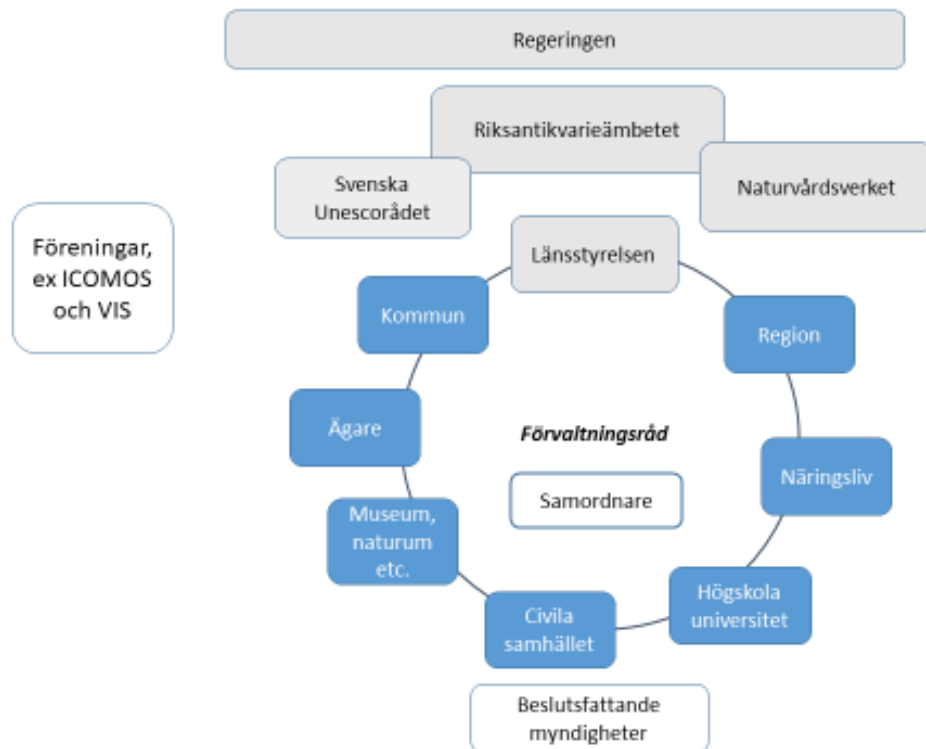 Regeringen
Riksantikvarieämbetet
Svenska
Unescorådet
Naturvårdsverket
Föreningar,
ex ICOMOS
och VIS
Länsstyrelsen
Kommun
Region
Ägare
Förvaltningsråd
Näringsliv
Samordnare
Museum,
naturum
etc.
Högskola
universitet
Civila
samhället
Beslutsfattande
myndigheter